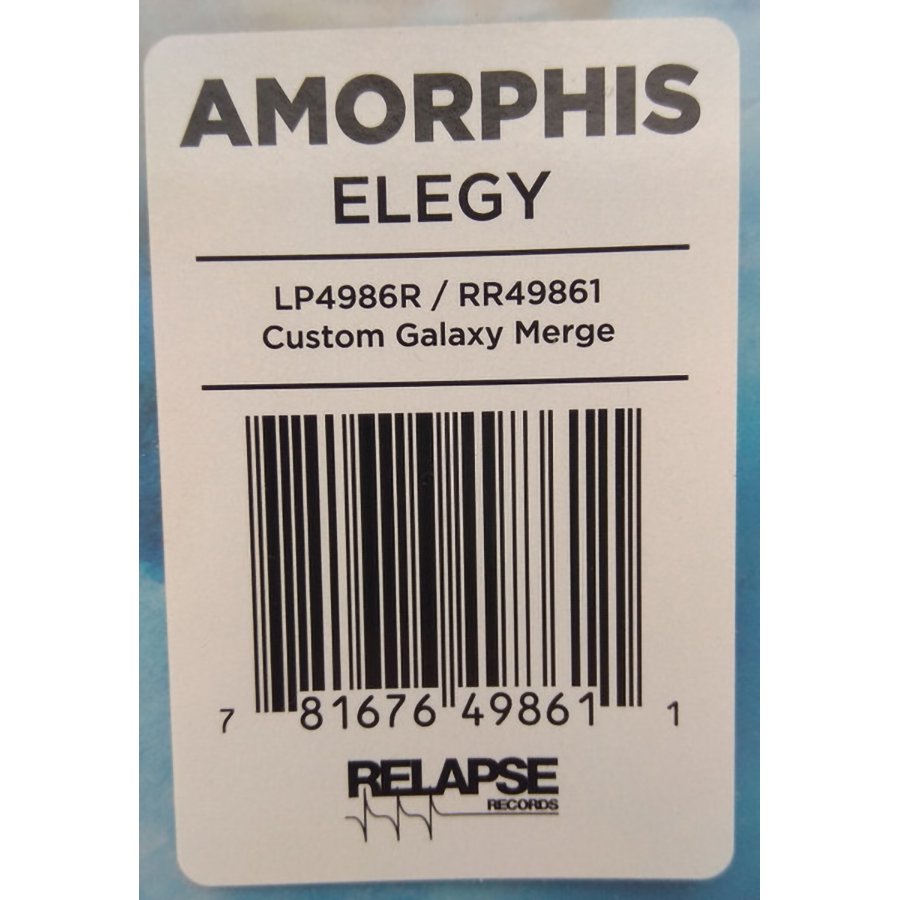 AMORPHIS
ELEGY
LP4986R / RR49861
Custom Galaxy Merge
7 81676 49861 1
RELAPSE
RECORDS